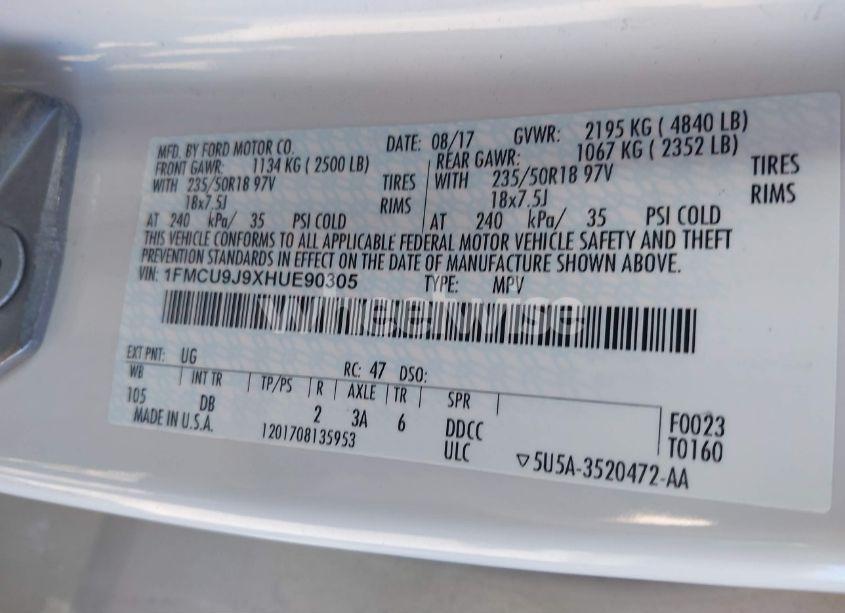 MFD. BY FORD MOTOR CO. DATE: 08/17 GVWR: 2195 KG ( 4840 LB)
FRONT GAWR: 1134 KG ( 2500 LB) REAR GAWR: 1067 KG ( 2352 LB)
WITH 235/50R18 97V TIRES WITH 235/50R18 97V TIRES
18x7.5J RIMS 18x7.5J RIMS
AT 240 kPa/ 35 PSI COLD AT 240 kPa/ 35 PSI COLD
THIS VEHICLE CONFORMS TO ALL APPLICABLE FEDERAL MOTOR VEHICLE SAFETY AND THEFT
PREVENTION STANDARDS IN EFFECT ON THE DATE OF MANUFACTURE SHOWN ABOVE.
VIN: 1FMCU9J9XHUE90305 TYPE: MPV
EXT PNT: UG RC: 47 DSO:
WB INT TR TP/PS R AXLE TR SPR
105 DB 2 3A 6 DDCC F0023
MADE IN U.S.A. 1201708135953 ULC T0160
▽5U5A-3520472-AA